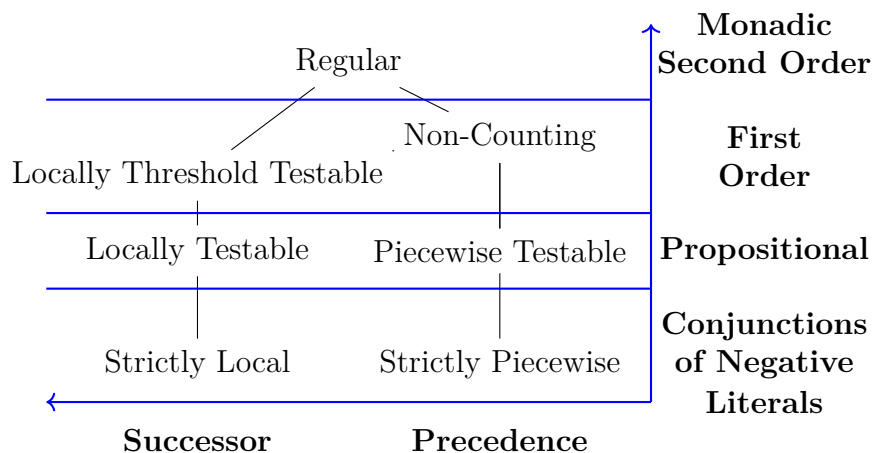 Regular
Monadic
Second Order
Non-Counting
First
Order
Locally Threshold Testable
Locally Testable
Piecewise Testable
Propositional
Strictly Local
Strictly Piecewise
Conjunctions
of Negative
Literals
Successor
Precedence